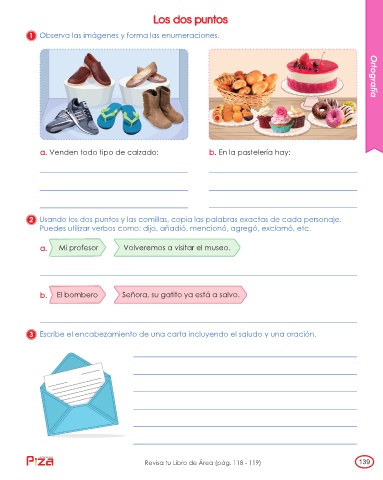 Los dos puntos
1 Observa las imágenes y forma las enumeraciones.
Ortografía
a. Venden todo tipo de calzado:
b. En la pastelería hay:
2 Usando los dos puntos y las comillas, copia las palabras exactas de cada personaje.
Puedes utilizar verbos como: dijo, añadió, mencionó, agregó, exclamó, etc.
a. Mi profesor Volveremos a visitar el museo.
b. El bombero Señora, su gatito ya está a salvo.
3 Escribe el encabezamiento de una carta incluyendo el saludo y una oración.
Piza
Revisa tu Libro de Área (pág. 118 - 119)
139